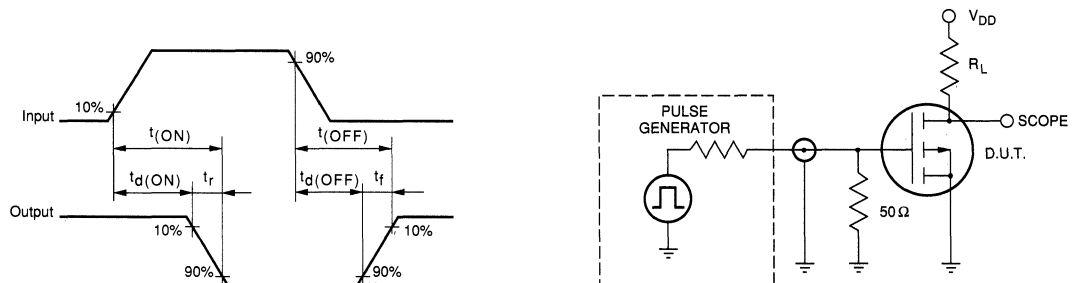 10%
90%
Input
t(ON)
t(OFF)
td(ON)
tr
td(OFF)
tf
Output
10%
10%
90%
90%
VDD
RL
PULSE
GENERATOR
SCOPE
D.U.T.
50Ω